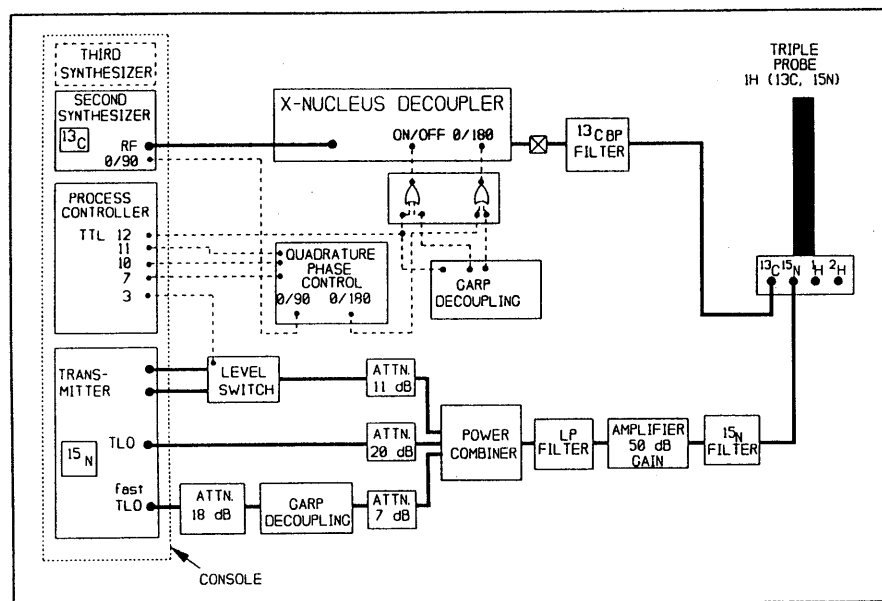 THIRD
SYNTHESIZER
SECOND
SYNTHESIZER
13C
RF
0/90
X-NUCLEUS DECOUPLER
ON/OFF 0/180
13C BP
FILTER
TRIPLE
PROBE
1H (13C, 15N)
13C 15N 1H 2H
PROCESS
CONTROLLER
TTL 12
11
10
7
3
QUADRATURE
PHASE
CONTROL
0/90 0/180
GARP
DECOUPLING
TRANS-
MITTER
15N
TLO
fast
TLO
LEVEL
SWITCH
ATTN.
11 dB
ATTN.
20 dB
ATTN.
18 dB
GARP
DECOUPLING
ATTN.
7 dB
POWER
COMBINER
LP
FILTER
AMPLIFIER
50 dB
GAIN
15N
FILTER
CONSOLE